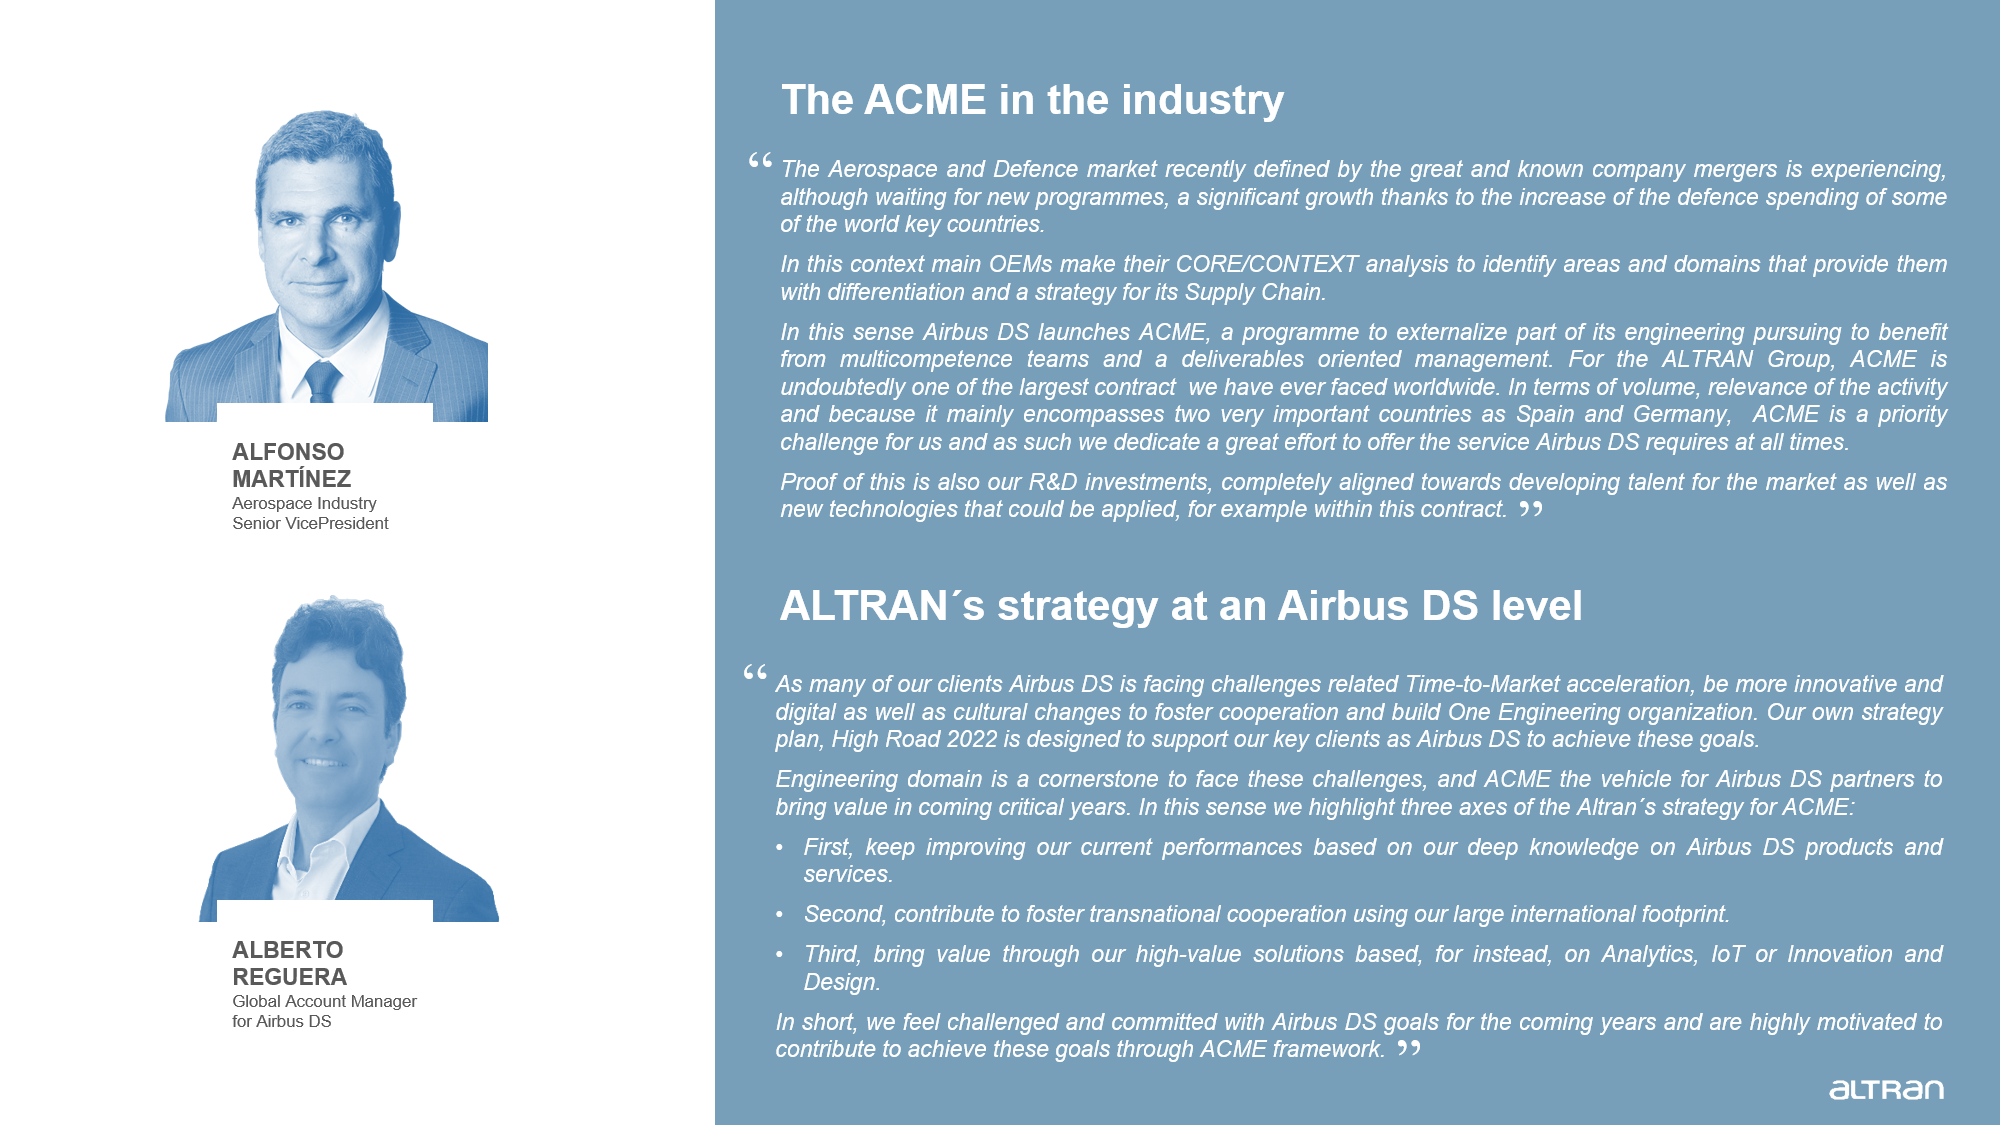 ALFONSO
MARTÍNEZ
Aerospace Industry
Senior VicePresident
ALBERTO
REGUERA
Global Account Manager
for Airbus DS
The ACME in the industry
“ The Aerospace and Defence market recently defined by the great and known company mergers is experiencing,
although waiting for new programmes, a significant growth thanks to the increase of the defence spending of some
of the world key countries.
In this context main OEMs make their CORE/CONTEXT analysis to identify areas and domains that provide them
with differentiation and a strategy for its Supply Chain.
In this sense Airbus DS launches ACME, a programme to externalize part of its engineering pursuing to benefit
from multicompetence teams and a deliverables oriented management. For the ALTRAN Group, ACME is
undoubtedly one of the largest contract we have ever faced worldwide. In terms of volume, relevance of the activity
and because it mainly encompasses two very important countries as Spain and Germany, ACME is a priority
challenge for us and as such we dedicate a great effort to offer the service Airbus DS requires at all times.
Proof of this is also our R&D investments, completely aligned towards developing talent for the market as well as
new technologies that could be applied, for example within this contract. ”
ALTRAN´s strategy at an Airbus DS level
“ As many of our clients Airbus DS is facing challenges related Time-to-Market acceleration, be more innovative and
digital as well as cultural changes to foster cooperation and build One Engineering organization. Our own strategy
plan, High Road 2022 is designed to support our key clients as Airbus DS to achieve these goals.
Engineering domain is a cornerstone to face these challenges, and ACME the vehicle for Airbus DS partners to
bring value in coming critical years. In this sense we highlight three axes of the Altran´s strategy for ACME:
• First, keep improving our current performances based on our deep knowledge on Airbus DS products and
services.
• Second, contribute to foster transnational cooperation using our large international footprint.
• Third, bring value through our high-value solutions based, for instead, on Analytics, IoT or Innovation and
Design.
In short, we feel challenged and committed with Airbus DS goals for the coming years and are highly motivated to
contribute to achieve these goals through ACME framework. ”
ALTRAN